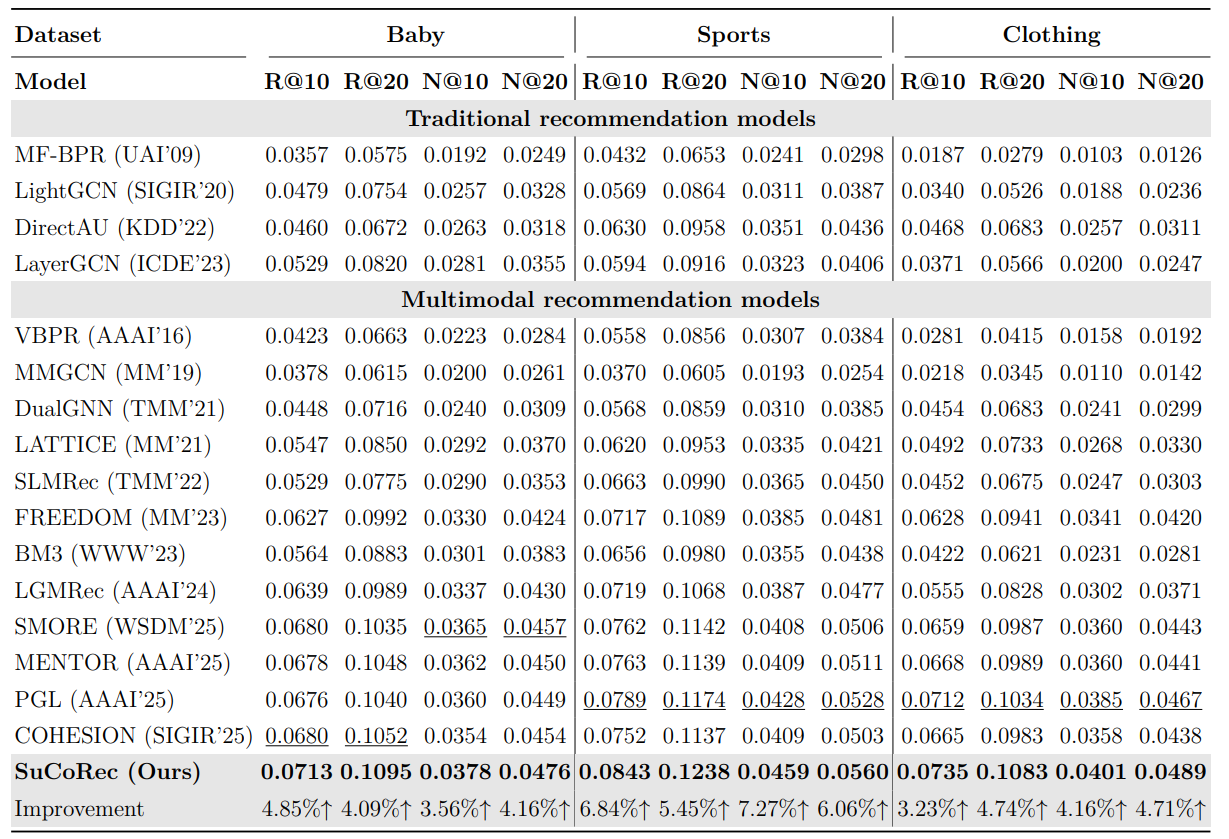 Dataset Baby Sports Clothing
Model R@10 R@20 N@10 N@20 R@10 R@20 N@10 N@20 R@10 R@20 N@10 N@20
Traditional recommendation models
MF-BPR (UAI'09) 0.0357 0.0575 0.0192 0.0249 0.0432 0.0653 0.0241 0.0298 0.0187 0.0279 0.0103 0.0126
LightGCN (SIGIR'20) 0.0479 0.0754 0.0257 0.0328 0.0569 0.0864 0.0311 0.0387 0.0340 0.0526 0.0188 0.0236
DirectAU (KDD'22) 0.0460 0.0672 0.0263 0.0318 0.0630 0.0958 0.0351 0.0436 0.0468 0.0683 0.0257 0.0311
LayerGCN (ICDE'23) 0.0529 0.0820 0.0281 0.0355 0.0594 0.0916 0.0323 0.0406 0.0371 0.0566 0.0200 0.0247
Multimodal recommendation models
VBPR (AAAI'16) 0.0423 0.0663 0.0223 0.0284 0.0558 0.0856 0.0307 0.0384 0.0281 0.0415 0.0158 0.0192
MMGCN (MM'19) 0.0378 0.0615 0.0200 0.0261 0.0370 0.0605 0.0193 0.0254 0.0218 0.0345 0.0110 0.0142
DualGNN (TMM'21) 0.0448 0.0716 0.0240 0.0309 0.0568 0.0859 0.0310 0.0385 0.0454 0.0683 0.0241 0.0299
LATTICE (MM'21) 0.0547 0.0850 0.0292 0.0370 0.0620 0.0953 0.0335 0.0421 0.0492 0.0733 0.0268 0.0330
SLMRec (TMM'22) 0.0529 0.0775 0.0290 0.0353 0.0663 0.0990 0.0365 0.0450 0.0452 0.0675 0.0247 0.0303
FREEDOM (MM'23) 0.0627 0.0992 0.0330 0.0424 0.0717 0.1089 0.0385 0.0481 0.0628 0.0941 0.0341 0.0420
BM3 (WWW'23) 0.0564 0.0883 0.0301 0.0383 0.0656 0.0980 0.0355 0.0438 0.0422 0.0621 0.0231 0.0281
LGMRec (AAAI'24) 0.0639 0.0989 0.0337 0.0430 0.0719 0.1068 0.0387 0.0477 0.0555 0.0828 0.0302 0.0371
SMORE (WSDM'25) 0.0680 0.1035 0.0365 0.0457 0.0762 0.1142 0.0408 0.0506 0.0659 0.0987 0.0360 0.0443
MENTOR (AAAI'25) 0.0678 0.1048 0.0362 0.0450 0.0763 0.1139 0.0409 0.0511 0.0668 0.0989 0.0360 0.0441
PGL (AAAI'25) 0.0676 0.1040 0.0360 0.0449 0.0789 0.1174 0.0428 0.0528 0.0712 0.1034 0.0385 0.0467
COHESION (SIGIR'25) 0.0680 0.1052 0.0354 0.0454 0.0752 0.1137 0.0409 0.0503 0.0665 0.0983 0.0358 0.0438
SuCoRec (Ours) 0.0713 0.1095 0.0378 0.0476 0.0843 0.1238 0.0459 0.0560 0.0735 0.1083 0.0401 0.0489
Improvement 4.85%↑ 4.09%↑ 3.56%↑ 4.16%↑ 6.84%↑ 5.45%↑ 7.27%↑ 6.06%↑ 3.23%↑ 4.74%↑ 4.16%↑ 4.71%↑